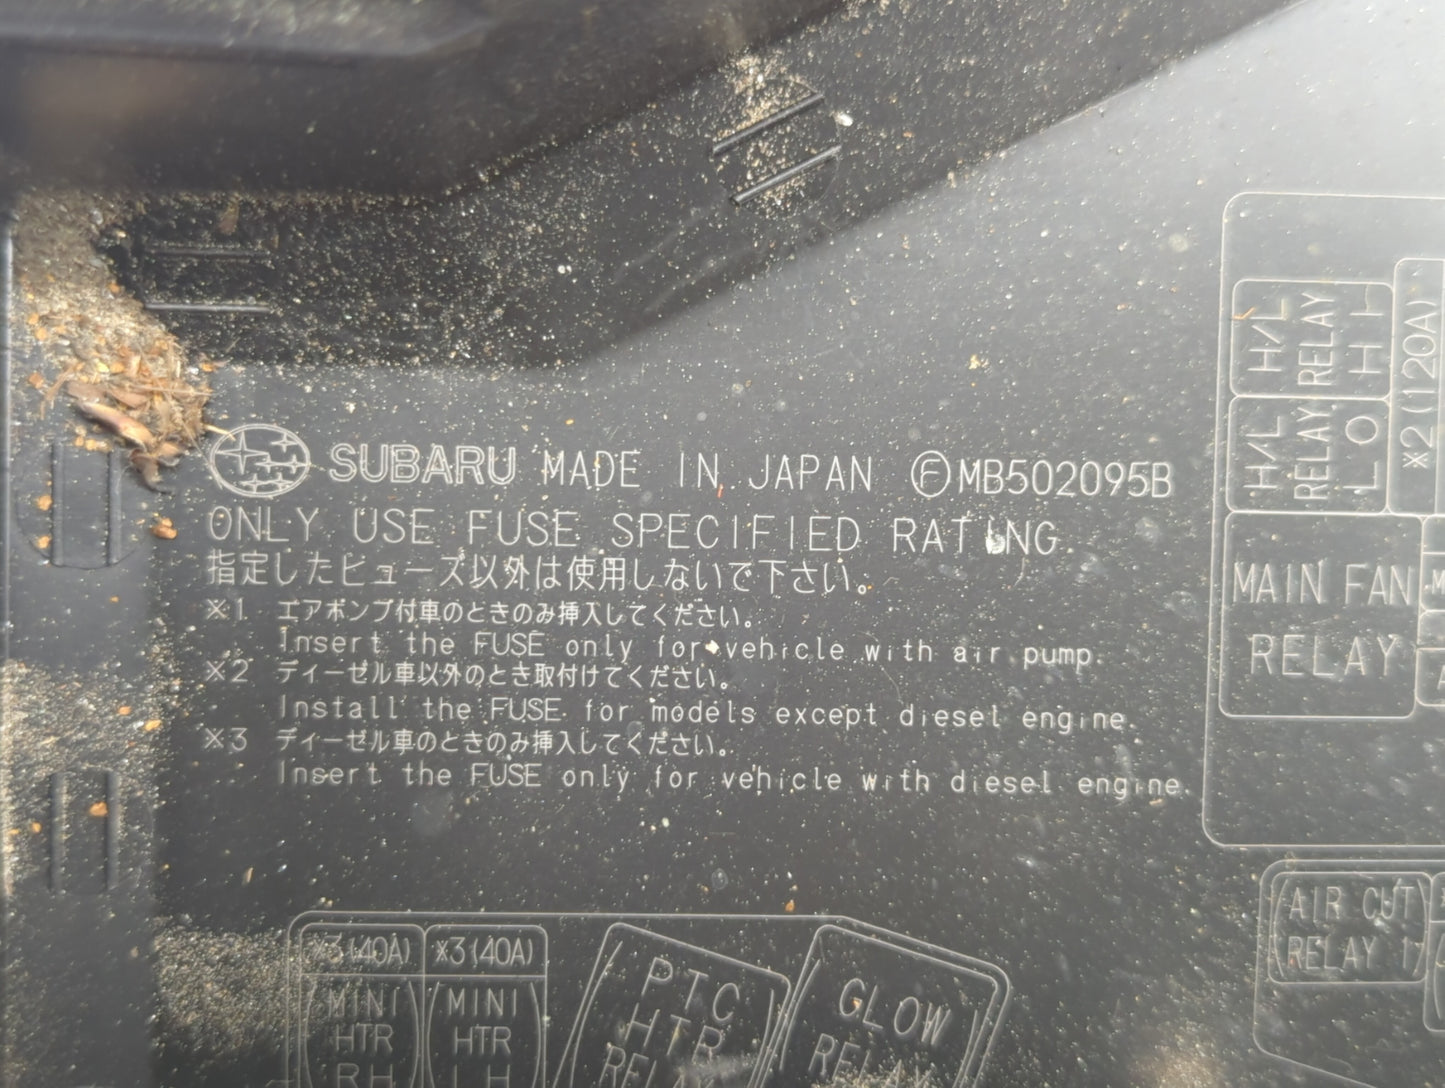 SUBARU MADE IN JAPAN ⒻMB502095B
ONLY USE FUSE SPECIFIED RATING
指定したヒューズ以外は使用しないで下さい。
※1 エアポンプ付車のときのみ挿入してください。
Insert the FUSE only for vehicle with air pump.
※2 ディーゼル車以外のとき取付けてください。
Install the FUSE for models except diesel engine.
※3 ディーゼル車のときのみ挿入してください。
Insert the FUSE only for vehicle with diesel engine.
H/L
RELAY
HI
H/L
RELAY
LO
※2(120A)
MAIN FAN
RELAY
AIR CUT
RELAY 1
※3(40A)
MINI
HTR
RH
※3(40A)
MINI
HTR
LH
PTC
HTR
RELAY
GLOW
RELAY